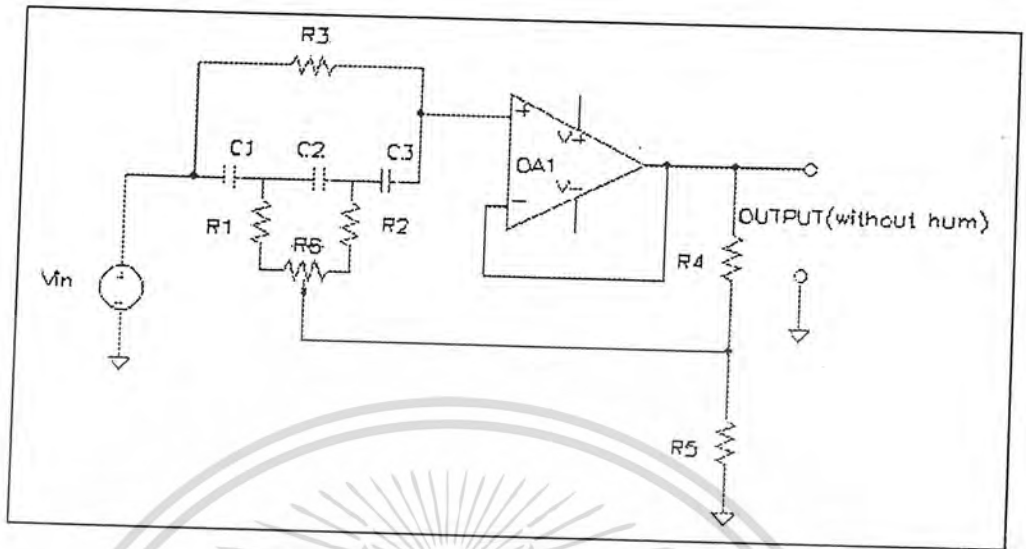 R3
C1
C2
C3
R1
R6
R2
Vin
+
-
+
-
V+
OA1
V-
OUTPUT(without hum)
R4
R5